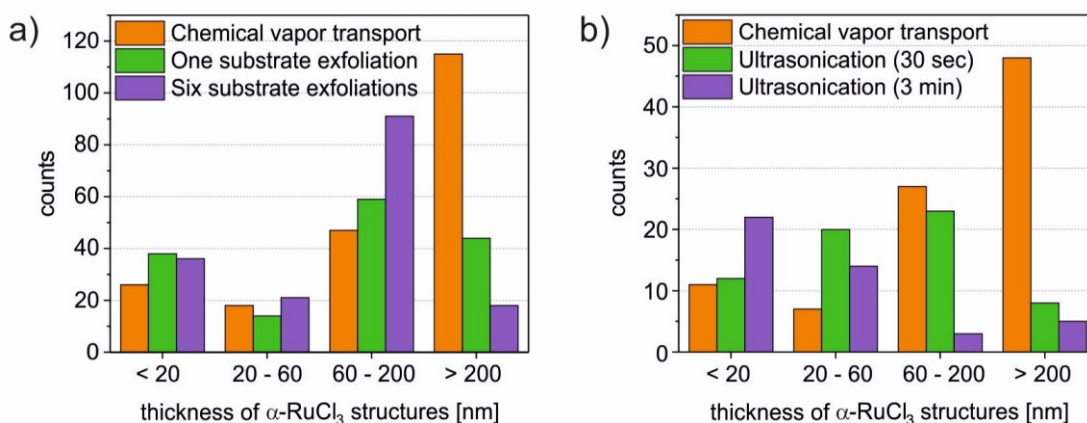 a)
120
100
80
60
40
20
0
counts
Chemical vapor transport
One substrate exfoliation
Six substrate exfoliations
< 20
20 - 60
60 - 200
> 200
thickness of α-RuCl₃ structures [nm]
b)
50
40
30
20
10
0
counts
Chemical vapor transport
Ultrasonication (30 sec)
Ultrasonication (3 min)
< 20
20 - 60
60 - 200
> 200
thickness of α-RuCl₃ structures [nm]